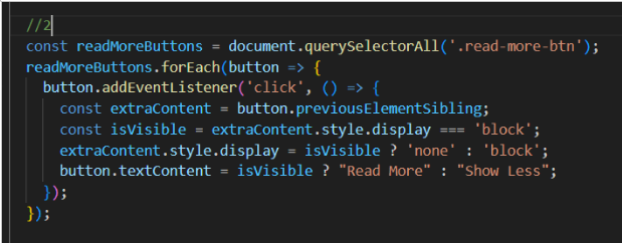 //2
const readMoreButtons = document.querySelectorAll('.read-more-btn');
readMoreButtons.forEach(button => {
  button.addEventListener('click', () => {
    const extraContent = button.previousElementSibling;
    const isVisible = extraContent.style.display === 'block';
    extraContent.style.display = isVisible ? 'none' : 'block';
    button.textContent = isVisible ? "Read More" : "Show Less";
  });
});